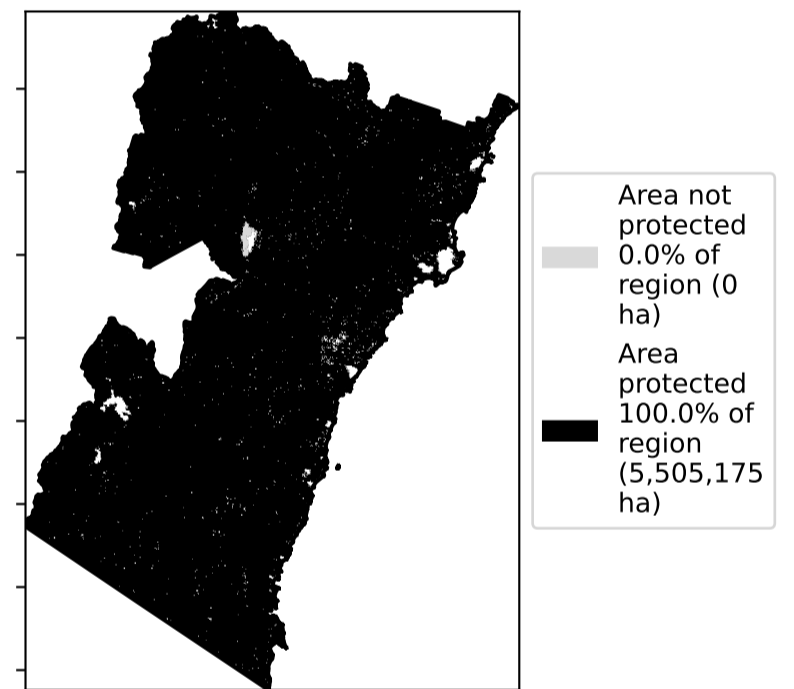 Area not
protected
0.0% of
region (0
ha)
Area
protected
100.0% of
region
(5,505,175
ha)